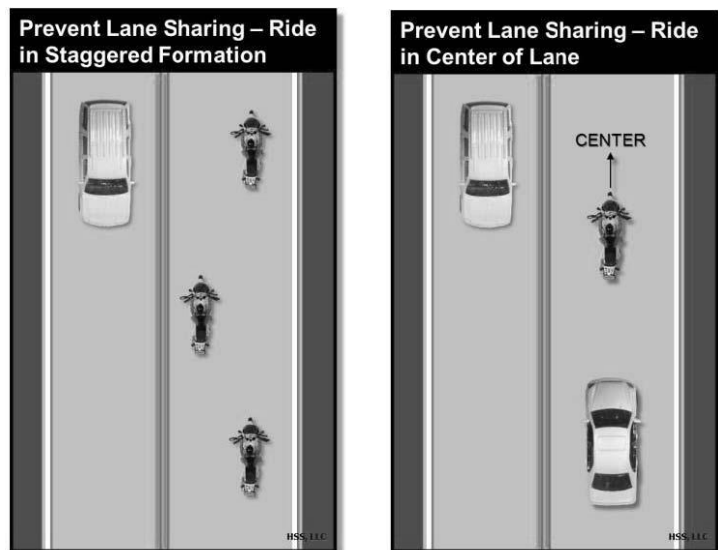 Prevent Lane Sharing – Ride
in Staggered Formation
HSS, LLC
Prevent Lane Sharing – Ride
in Center of Lane
CENTER
HSS, LLC